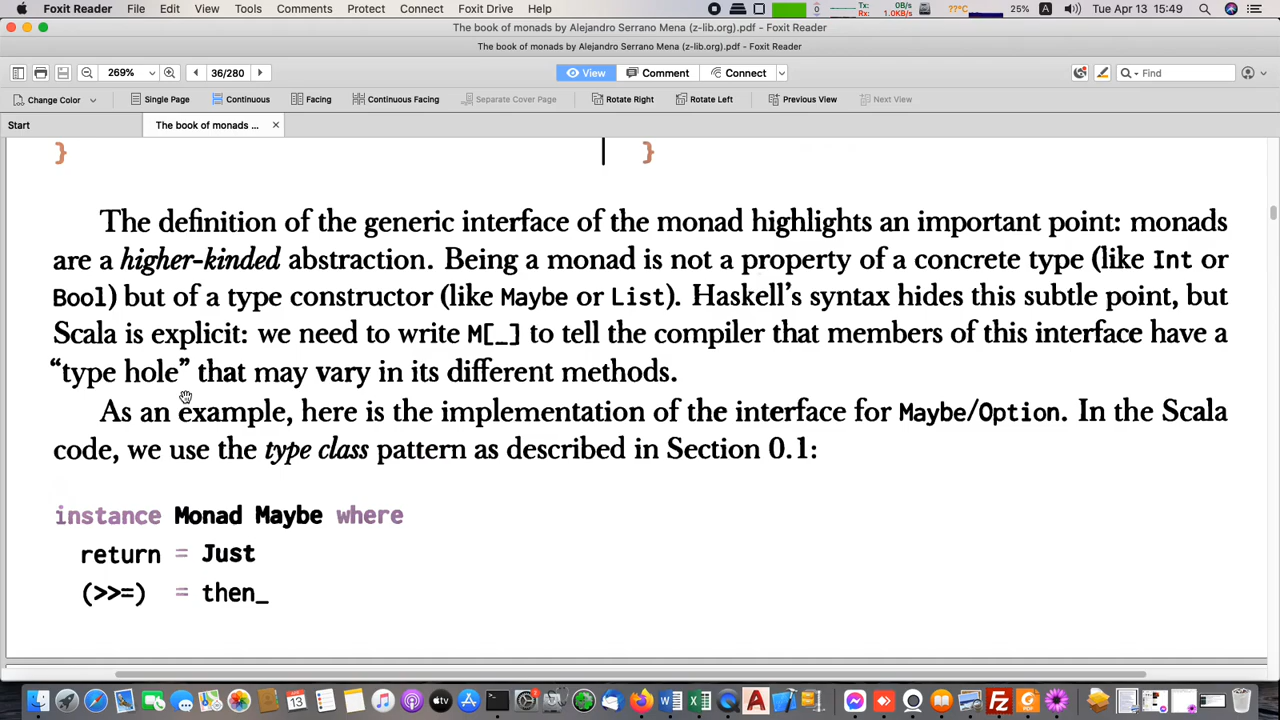 Foxit Reader File Edit View Tools Comments Protect Connect Foxit Drive Help 0 Tx: 0B/s Rx: 1.0KB/s ??°C 25% A Tue Apr 13 15:49
The book of monads by Alejandro Serrano Mena (z-lib.org).pdf - Foxit Reader
The book of monads by Alejandro Serrano Mena (z-lib.org).pdf - Foxit Reader
269% 36/280 View Comment Connect Find
Change Color Single Page Continuous Facing Continuous Facing Separate Cover Page Rotate Right Rotate Left Previous View Next View
Start The book of monads ...
} }
The definition of the generic interface of the monad highlights an important point: monads
are a higher-kinded abstraction. Being a monad is not a property of a concrete type (like Int or
Bool) but of a type constructor (like Maybe or List). Haskell’s syntax hides this subtle point, but
Scala is explicit: we need to write M[_] to tell the compiler that members of this interface have a
“type hole” that may vary in its different methods.
As an example, here is the implementation of the interface for Maybe/Option. In the Scala
code, we use the type class pattern as described in Section 0.1:
instance Monad Maybe where
return = Just
(>>=) = then_